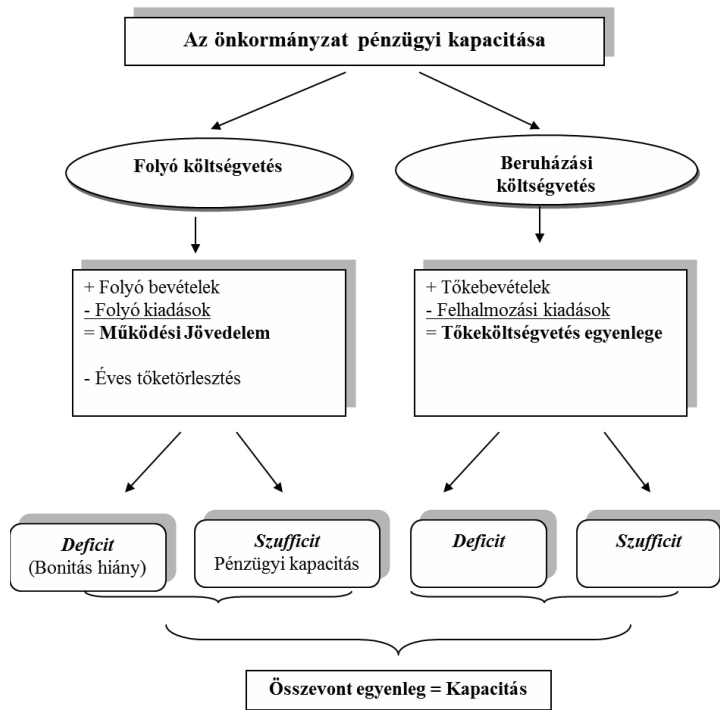 Az önkormányzat pénzügyi kapacitása
Folyó költségvetés
Beruházási
költségvetés
+ Folyó bevételek
- Folyó kiadások
= Működési Jövedelem
- Éves tőketörlesztés
+ Tőkebevételek
- Felhalmozási kiadások
= Tőkeköltségvetés egyenlege
Deficit
(Bonitás hiány)
Szufficit
Pénzügyi kapacitás
Deficit
Szufficit
Összevont egyenleg = Kapacitás